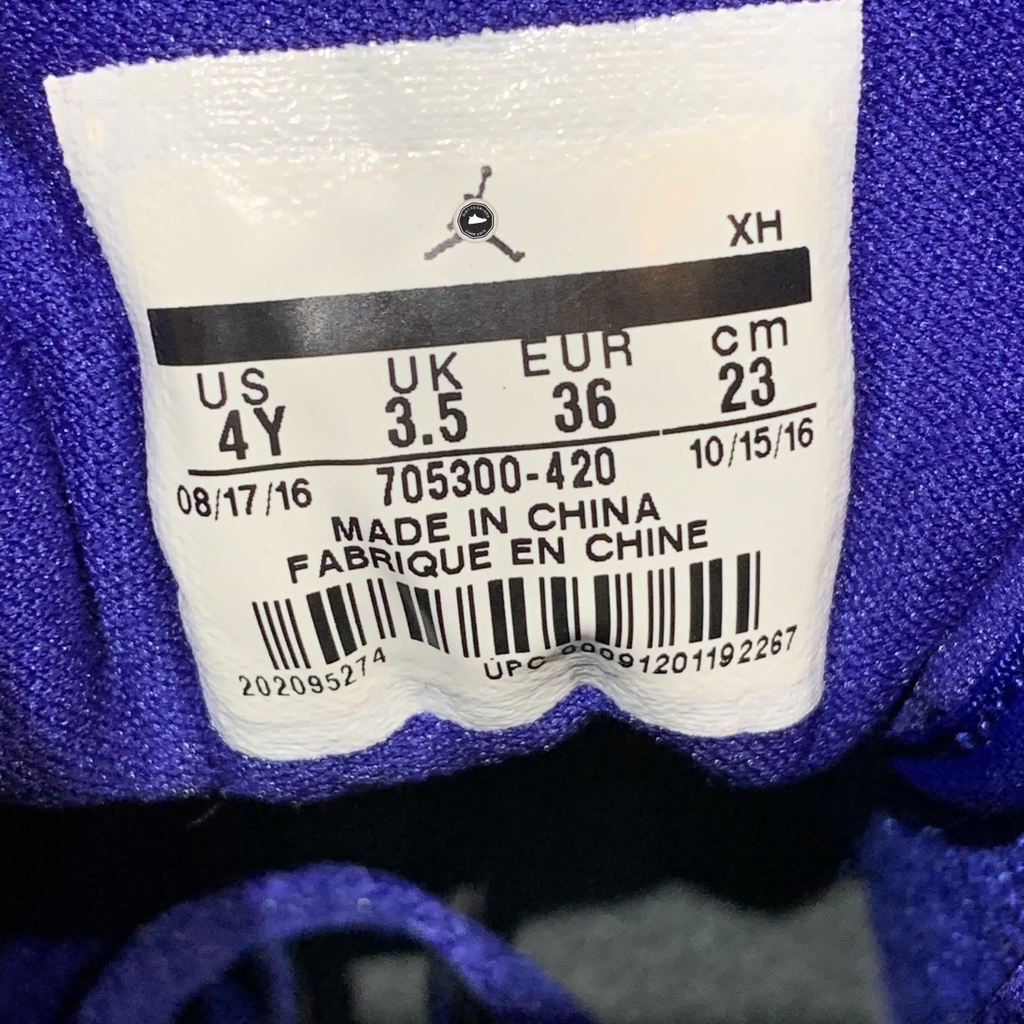 XH
US UK EUR cm
4Y 3.5 36 23
08/17/16 705300-420 10/15/16
MADE IN CHINA
FABRIQUE EN CHINE
202095274 UPC 00091201192267